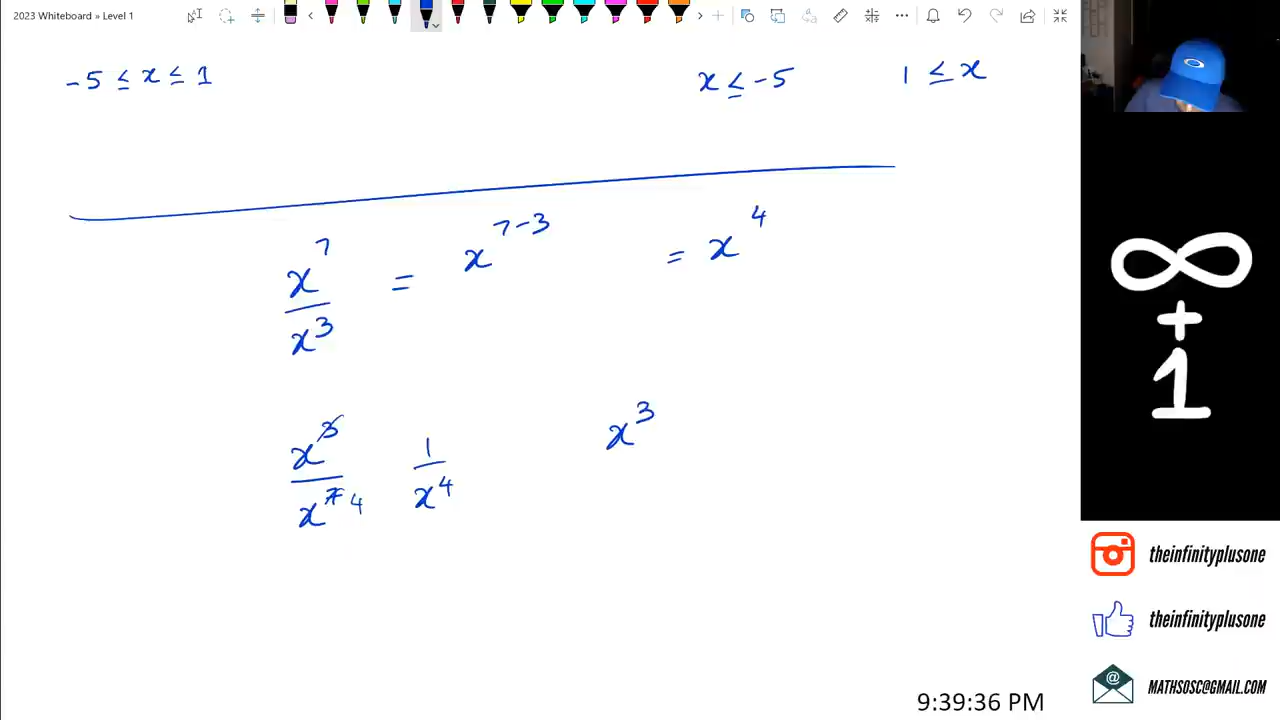 2023 Whiteboard » Level 1
-5 ≤ x ≤ 1    x ≤ -5    1 ≤ x
x^7 / x^3 = x^{7-3} = x^4
x^3 / x^7 4    1 / x^4    x^3
∞
+
1
theinfinityplusone
theinfinityplusone
MATHSOSC@GMAIL.COM
9:39:36 PM